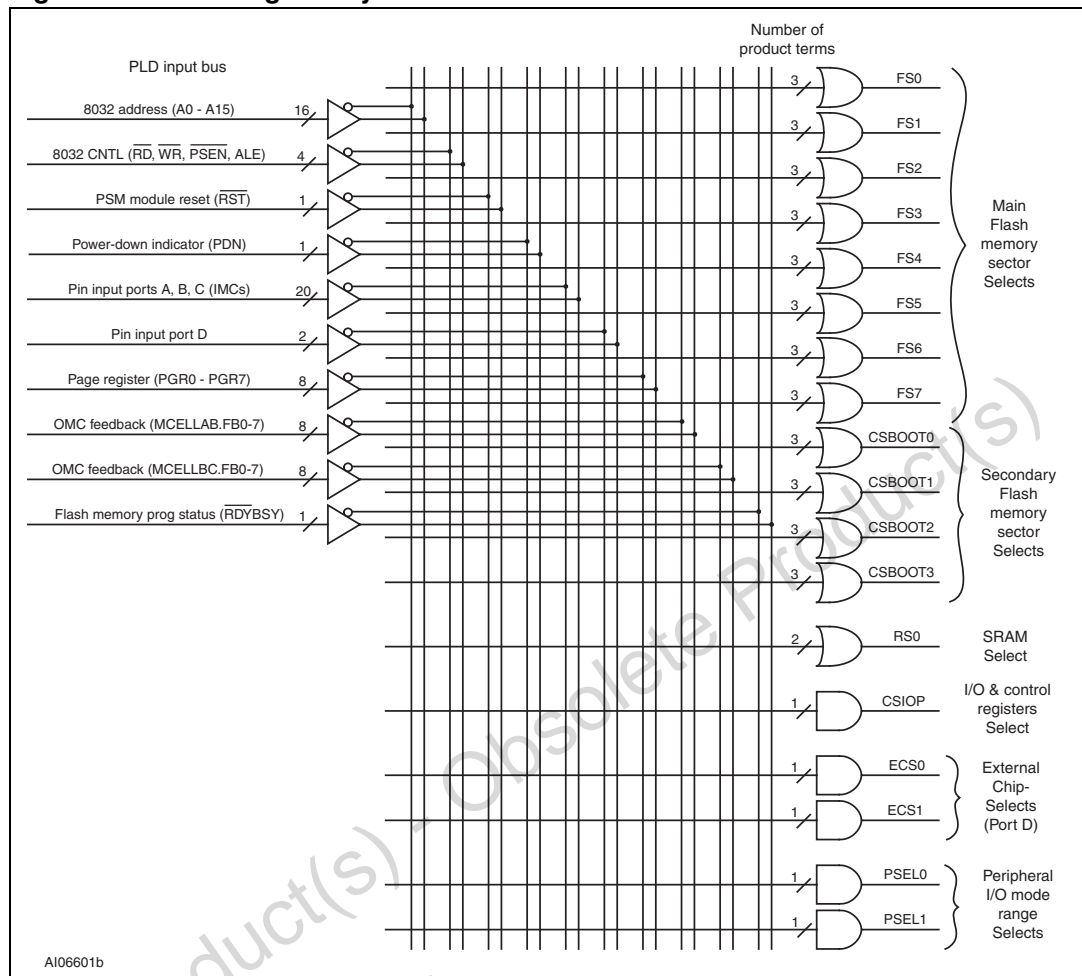 Number of
product terms
PLD input bus
8032 address (A0 - A15)
16
8032 CNTL (RD, WR, PSEN, ALE)
4
PSM module reset (RST)
1
Power-down indicator (PDN)
1
Pin input ports A, B, C (IMCs)
20
Pin input port D
2
Page register (PGR0 - PGR7)
8
OMC feedback (MCELLAB.FB0-7)
8
OMC feedback (MCELLBC.FB0-7)
8
Flash memory prog status (RDYBSY)
1
3
FS0
3
FS1
3
FS2
3
FS3
3
FS4
3
FS5
3
FS6
3
FS7
Main
Flash
memory
sector
Selects
3
CSBOOT0
3
CSBOOT1
3
CSBOOT2
3
CSBOOT3
Secondary
Flash
memory
sector
Selects
2
RS0
SRAM
Select
1
CSIOP
I/O & control
registers
Select
1
ECS0
1
ECS1
External
Chip-
Selects
(Port D)
1
PSEL0
1
PSEL1
Peripheral
I/O mode
range
Selects
AI06601b
duct(s) - Obsolete Product(s)